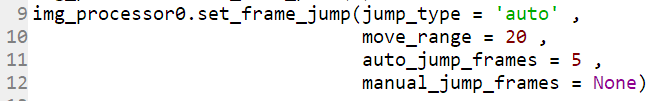 9 img_processor0.set_frame_jump(jump_type = 'auto' ,
10 move_range = 20 ,
11 auto_jump_frames = 5 ,
12 manual_jump_frames = None)